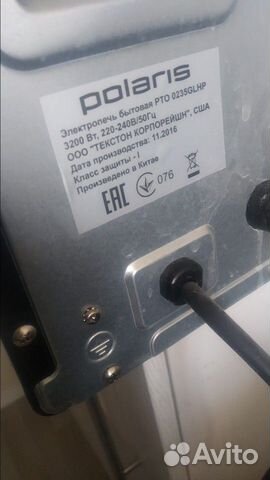 polaris
Электропечь бытовая PTO 0235GLHP
3200 Вт, 220-240В/50Гц
ООО "ТЕКСТОН КОРПОРЕЙШН", США
Дата производства: 11.2016
Класс защиты - I
Произведено в Китае
EAC
076
Avito